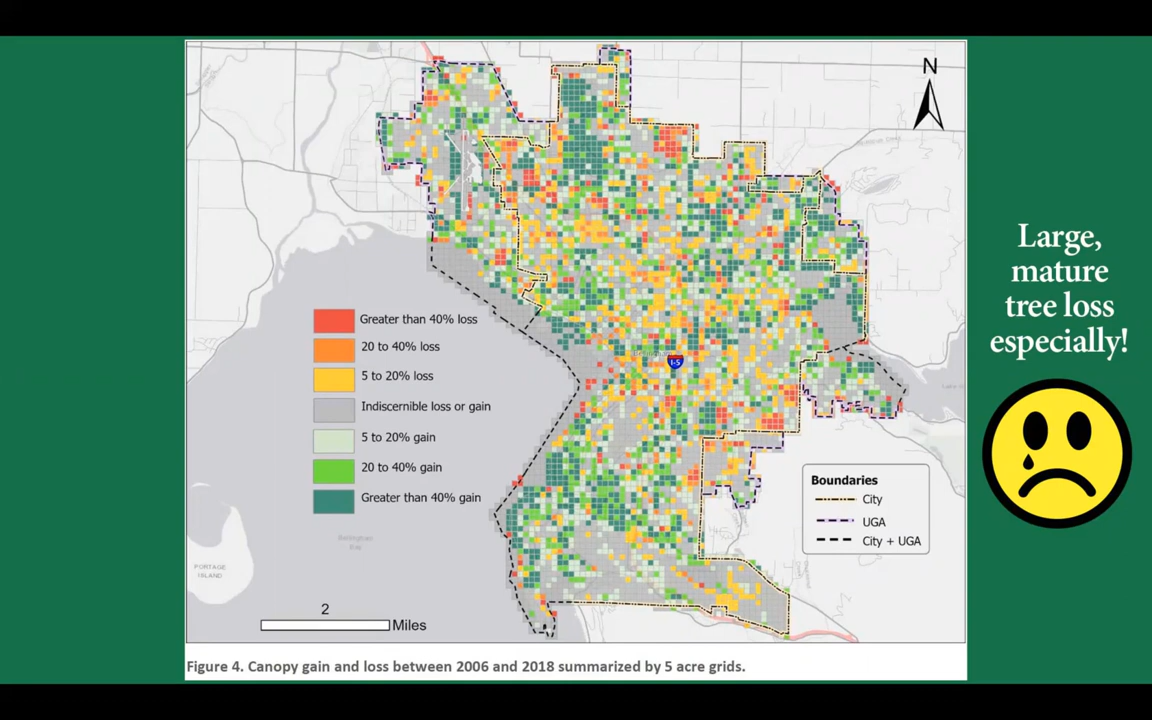 N
Large,
mature
tree loss
especially!
Greater than 40% loss
20 to 40% loss
5 to 20% loss
Indiscernible loss or gain
5 to 20% gain
20 to 40% gain
Greater than 40% gain
I-5
Boundaries
City
UGA
City + UGA
Bellingham
Bay
PORTAGE
ISLAND
2
Miles
Figure 4. Canopy gain and loss between 2006 and 2018 summarized by 5 acre grids.